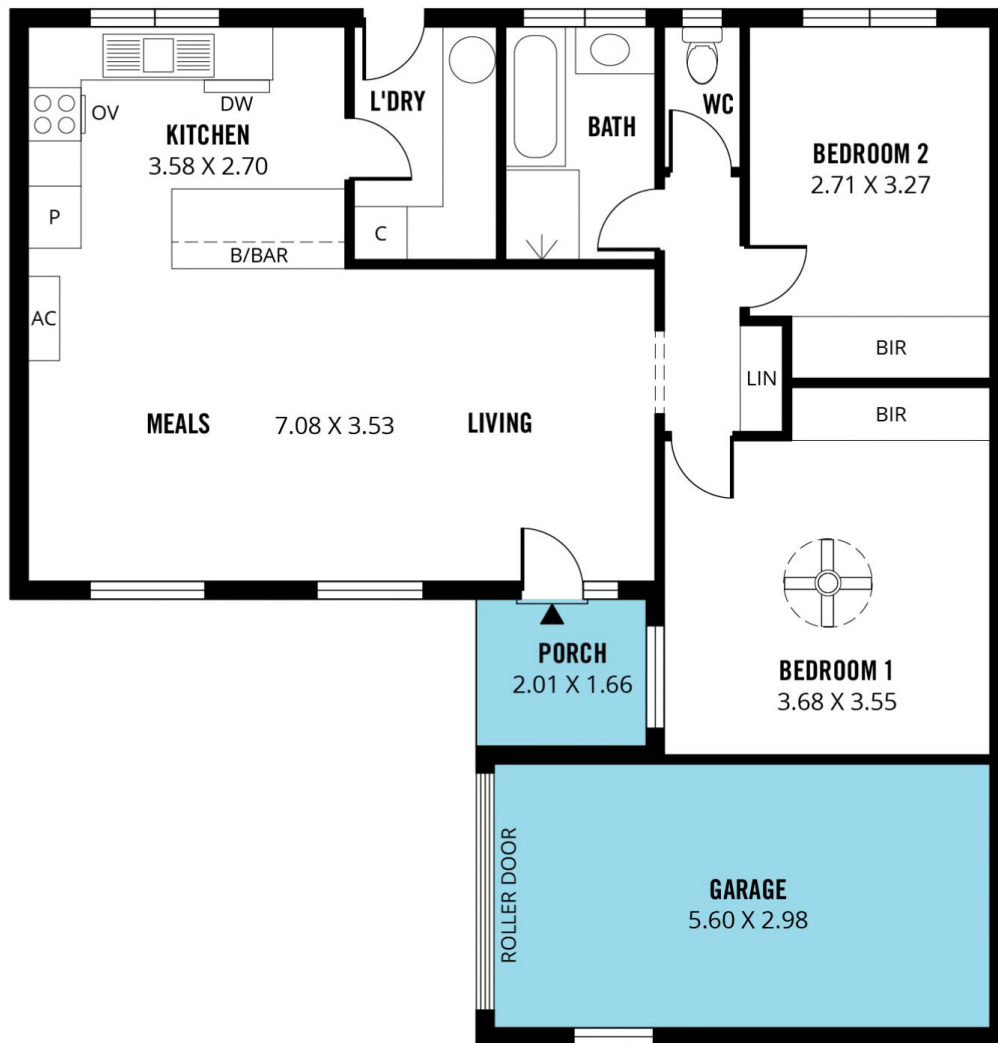 OV
DW
KITCHEN
3.58 X 2.70
P
B/BAR
AC
L'DRY
C
BATH
WC
BEDROOM 2
2.71 X 3.27
BIR
LIN
BIR
MEALS
7.08 X 3.53
LIVING
PORCH
2.01 X 1.66
BEDROOM 1
3.68 X 3.55
ROLLER DOOR
GARAGE
5.60 X 2.98